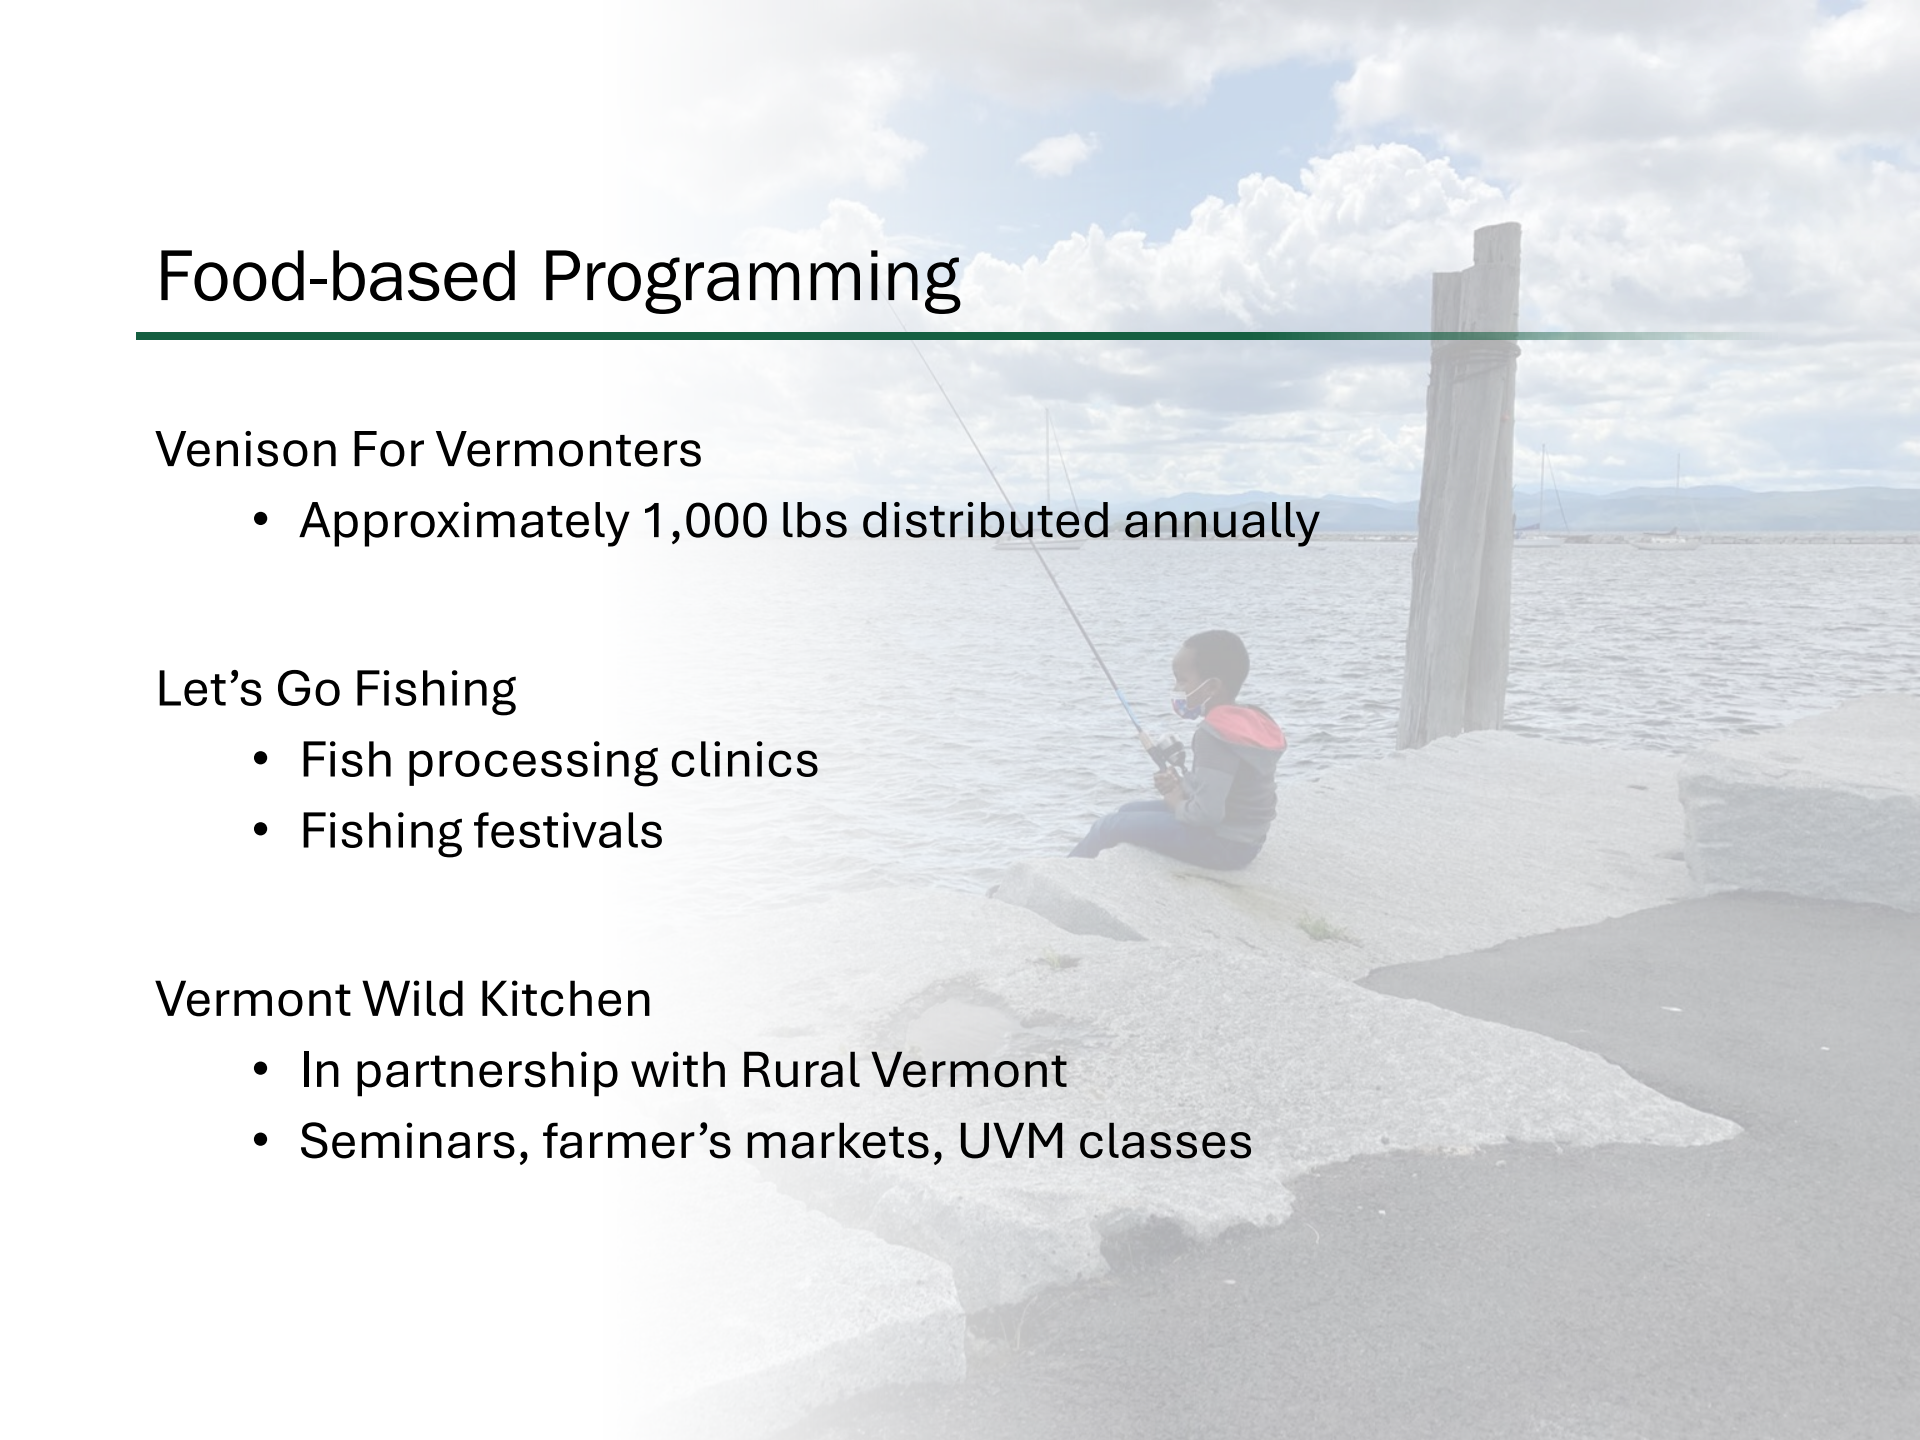 Food-based Programming
Venison For Vermonters
• Approximately 1,000 lbs distributed annually
Let’s Go Fishing
• Fish processing clinics
• Fishing festivals
Vermont Wild Kitchen
• In partnership with Rural Vermont
• Seminars, farmer’s markets, UVM classes